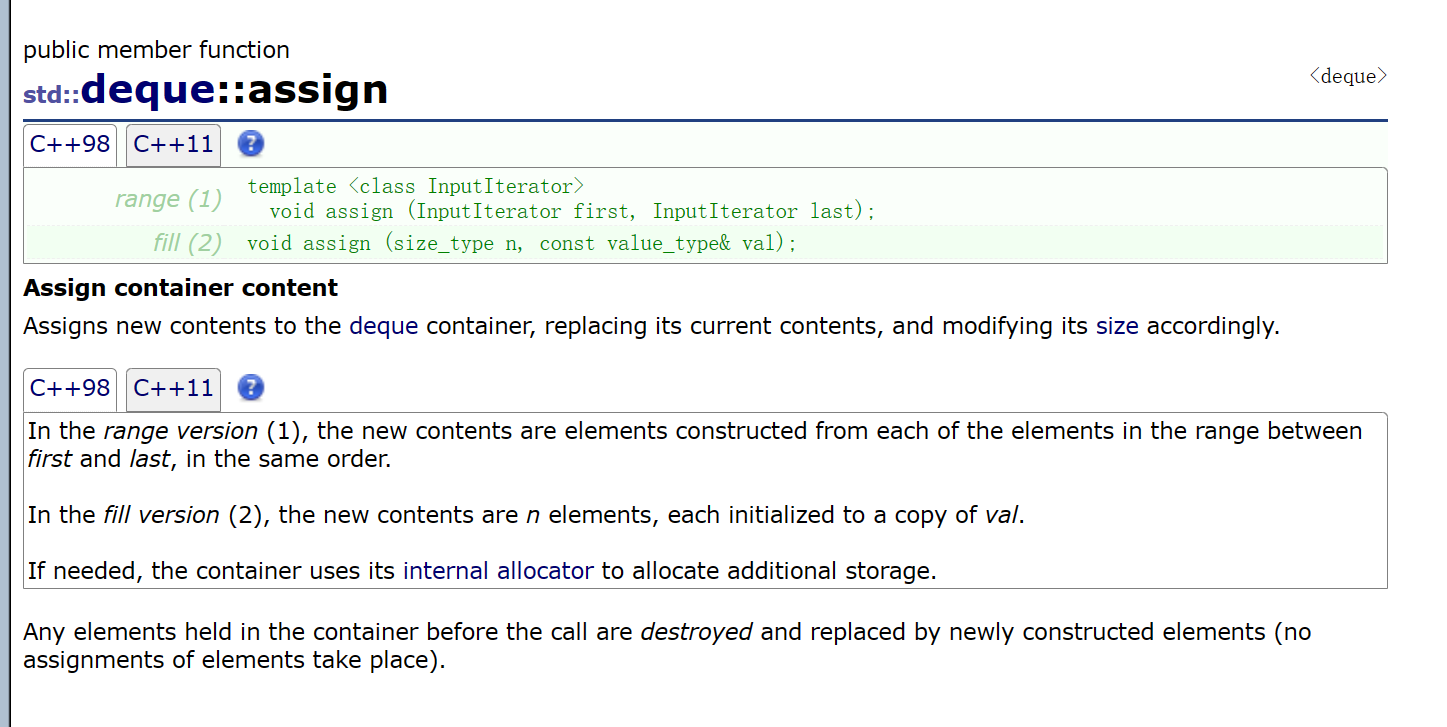 public member function
std::deque::assign
<deque>
C++98 C++11 ?
range (1) template <class InputIterator>
void assign (InputIterator first, InputIterator last);
fill (2) void assign (size_type n, const value_type& val);
Assign container content
Assigns new contents to the deque container, replacing its current contents, and modifying its size accordingly.
C++98 C++11 ?
In the range version (1), the new contents are elements constructed from each of the elements in the range between
first and last, in the same order.
In the fill version (2), the new contents are n elements, each initialized to a copy of val.
If needed, the container uses its internal allocator to allocate additional storage.
Any elements held in the container before the call are destroyed and replaced by newly constructed elements (no
assignments of elements take place).